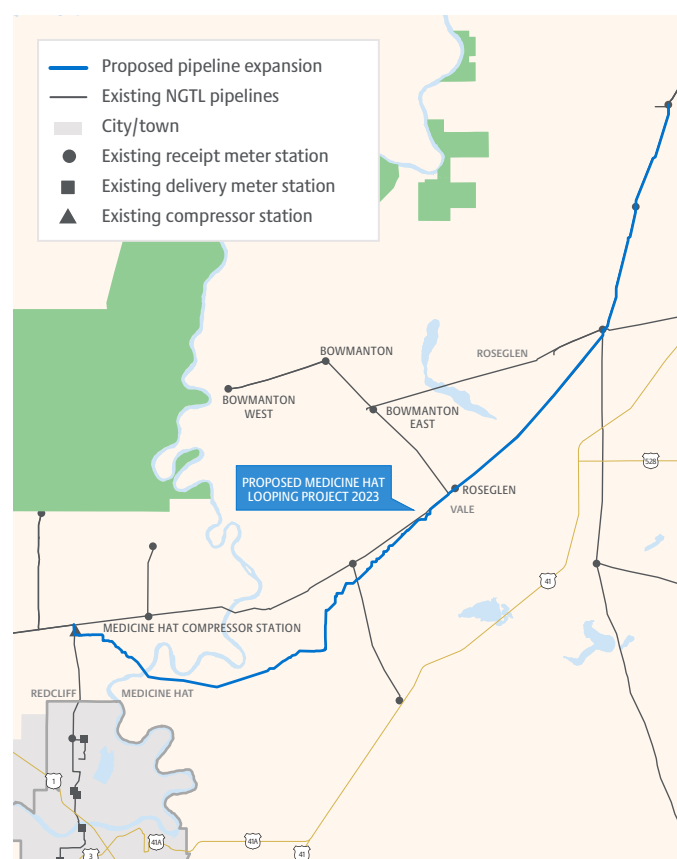 Proposed pipeline expansion
Existing NGTL pipelines
City/town
Existing receipt meter station
Existing delivery meter station
Existing compressor station
BOWMANTON
ROSEGLEN
BOWMANTON
WEST
BOWMANTON
EAST
528
PROPOSED MEDICINE HAT
LOOPING PROJECT 2023
ROSEGLEN
VALE
41
MEDICINE HAT COMPRESSOR STATION
REDCLIFF
MEDICINE HAT
1
41A
41A
3
41